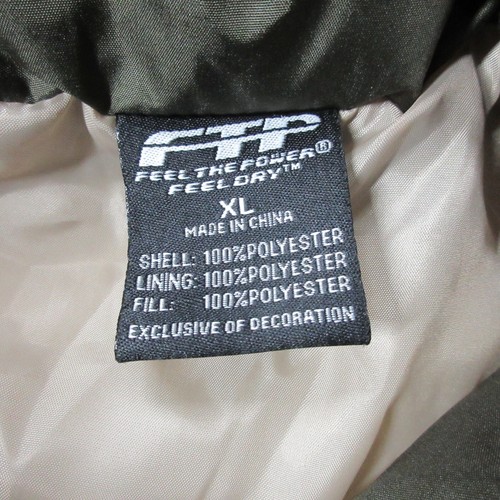 FTP
FEEL THE POWER®
FEEL DRY™
XL
MADE IN CHINA
SHELL: 100%POLYESTER
LINING: 100%POLYESTER
FILL: 100%POLYESTER
EXCLUSIVE OF DECORATION